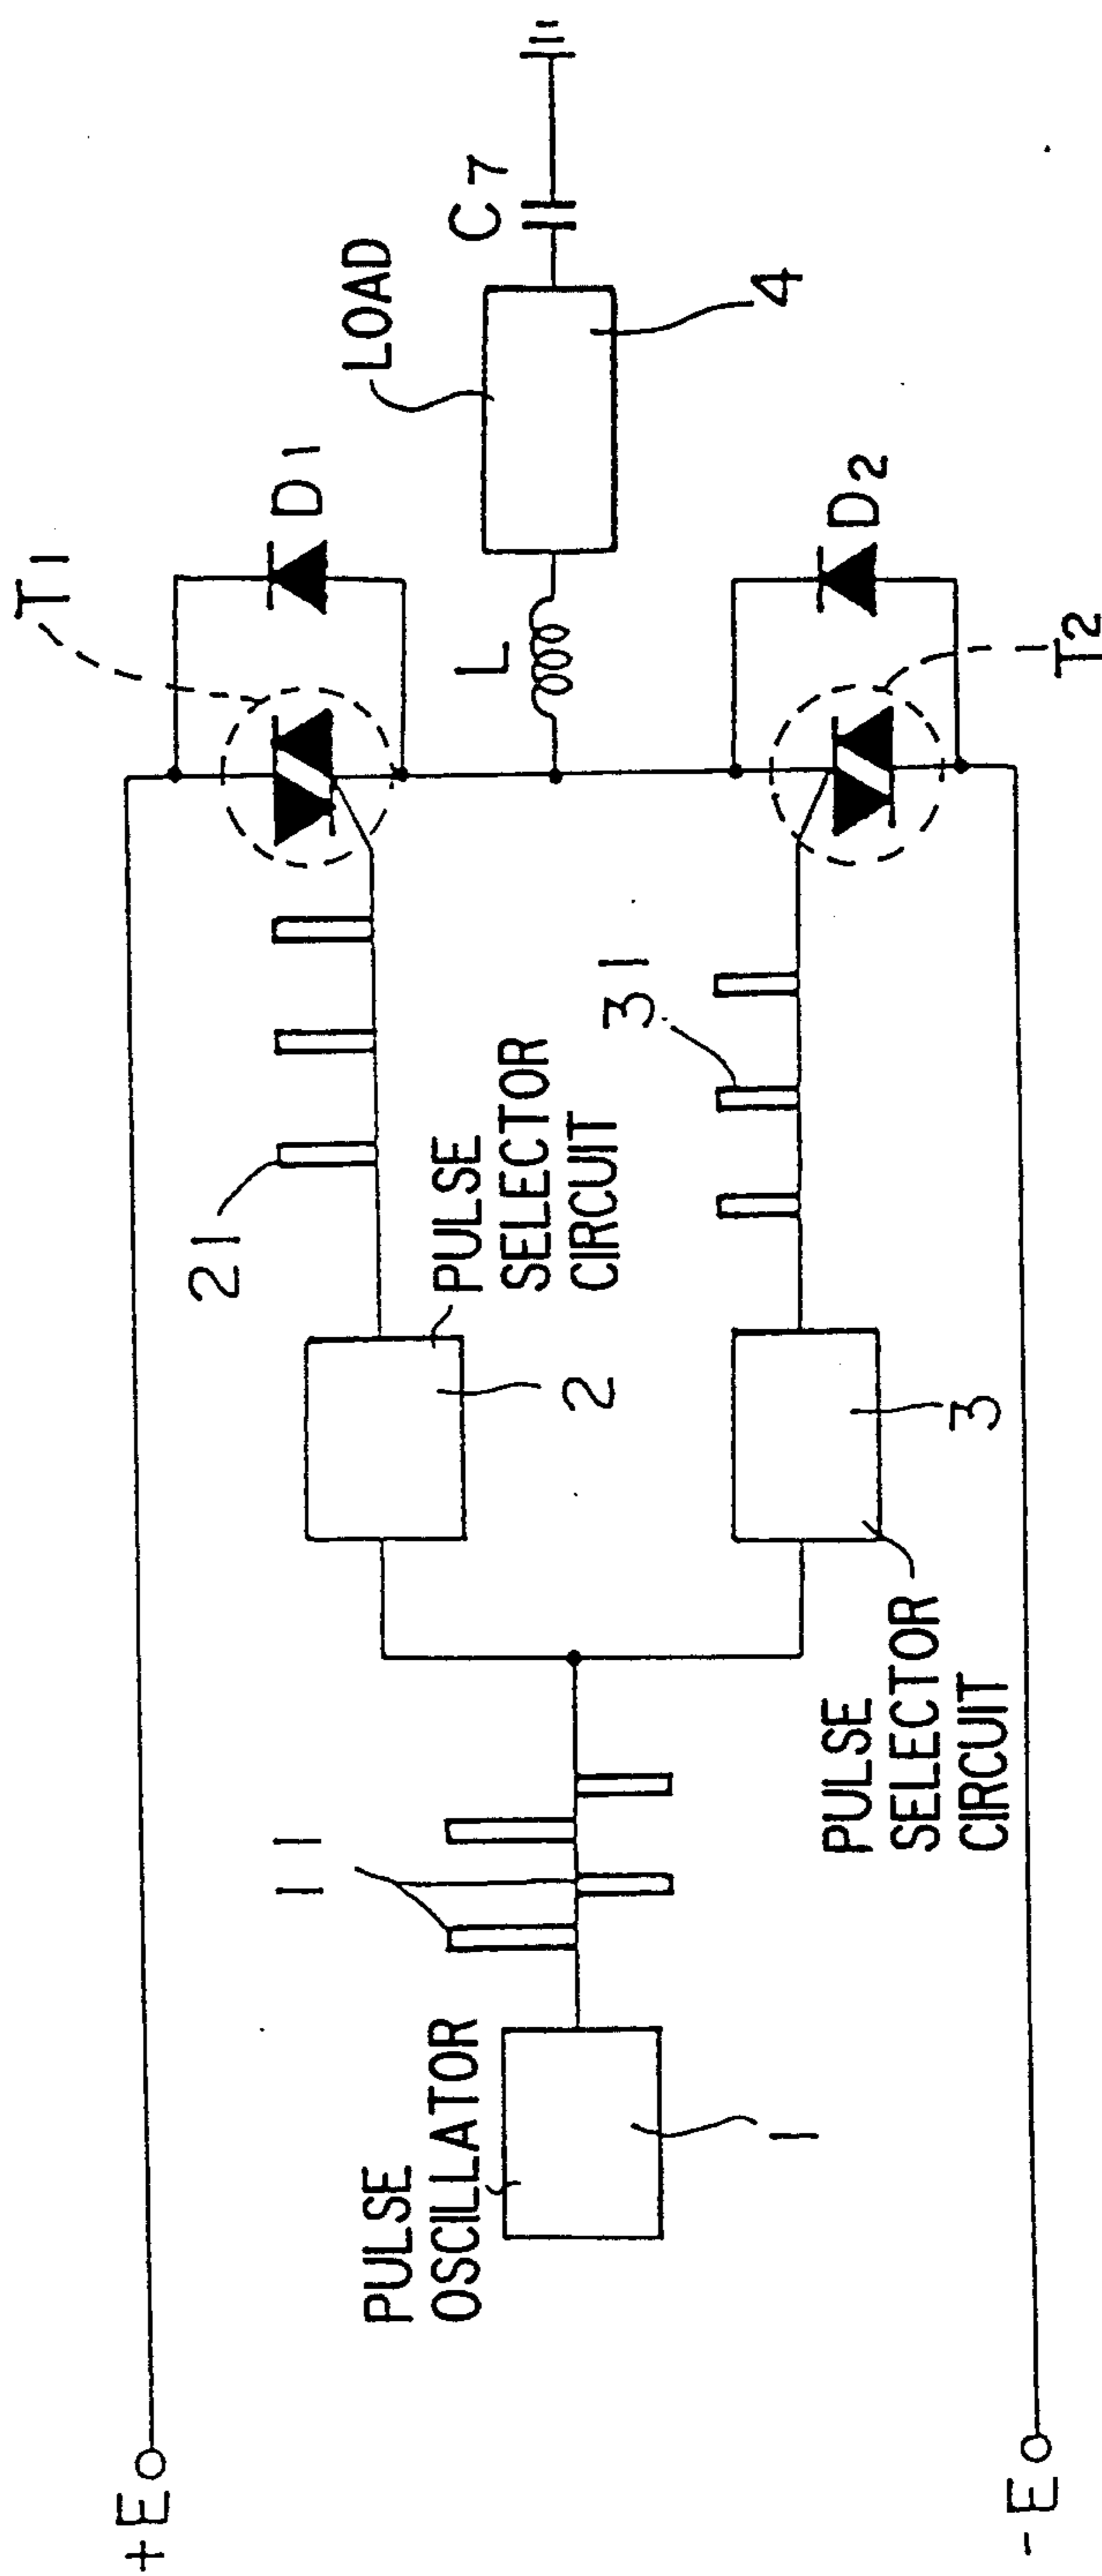 +E
T1
D1
LOAD
C7
21
PULSE
SELECTOR
CIRCUIT
2
L
4
11
PULSE
OSCILLATOR
1
31
D2
T2
3
PULSE
SELECTOR
CIRCUIT
-E